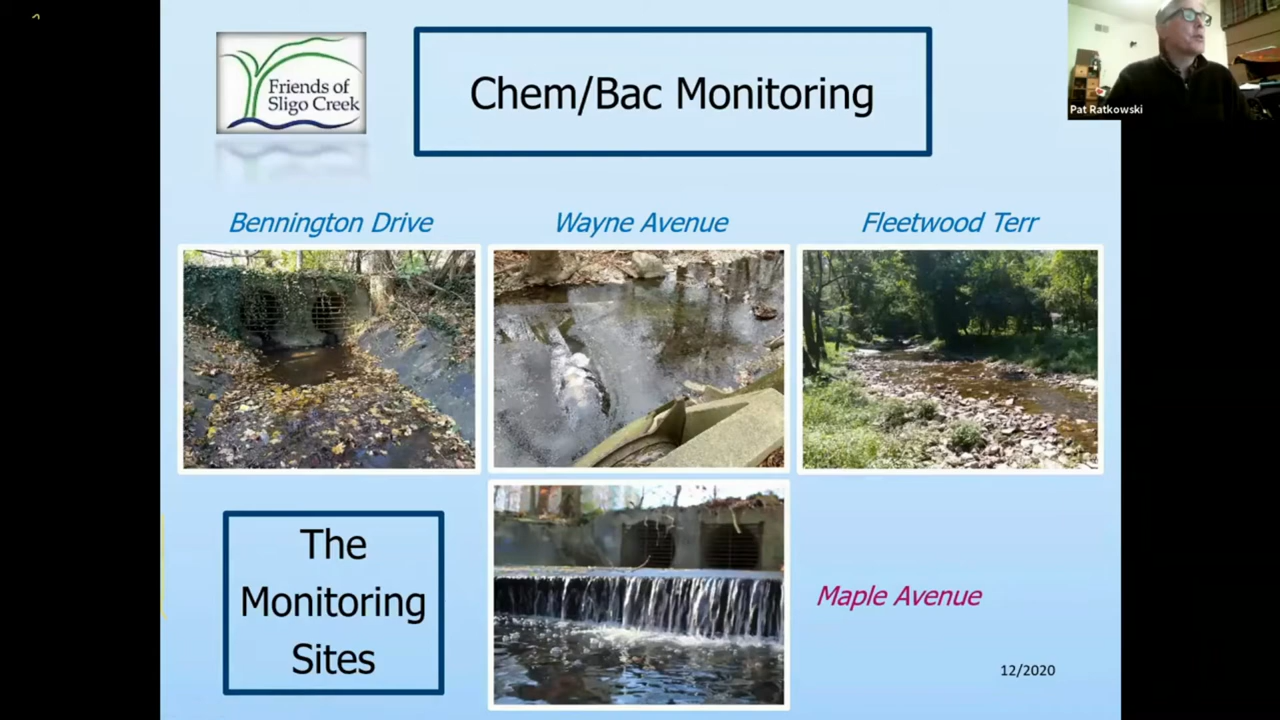 Friends of
Sligo Creek
Chem/Bac Monitoring
Pat Ratkowski
Bennington Drive
Wayne Avenue
Fleetwood Terr
The
Monitoring
Sites
Maple Avenue
12/2020